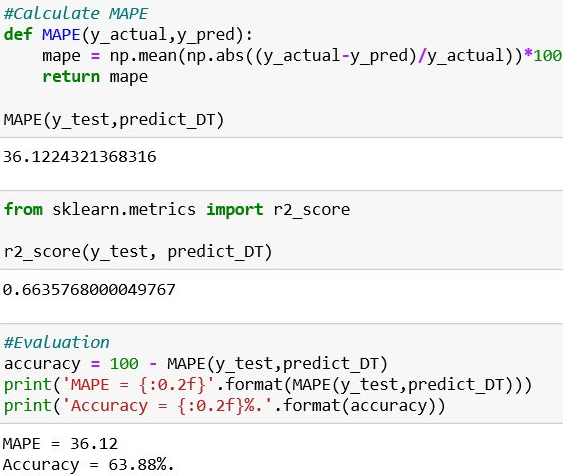 #Calculate MAPE
def MAPE(y_actual,y_pred):
    mape = np.mean(np.abs((y_actual-y_pred)/y_actual))*100
    return mape
MAPE(y_test,predict_DT)
36.1224321368316
from sklearn.metrics import r2_score
r2_score(y_test, predict_DT)
0.6635768000049767
#Evaluation
accuracy = 100 - MAPE(y_test,predict_DT)
print('MAPE = {:0.2f}'.format(MAPE(y_test,predict_DT)))
print('Accuracy = {:0.2f}%.'.format(accuracy))
MAPE = 36.12
Accuracy = 63.88%.